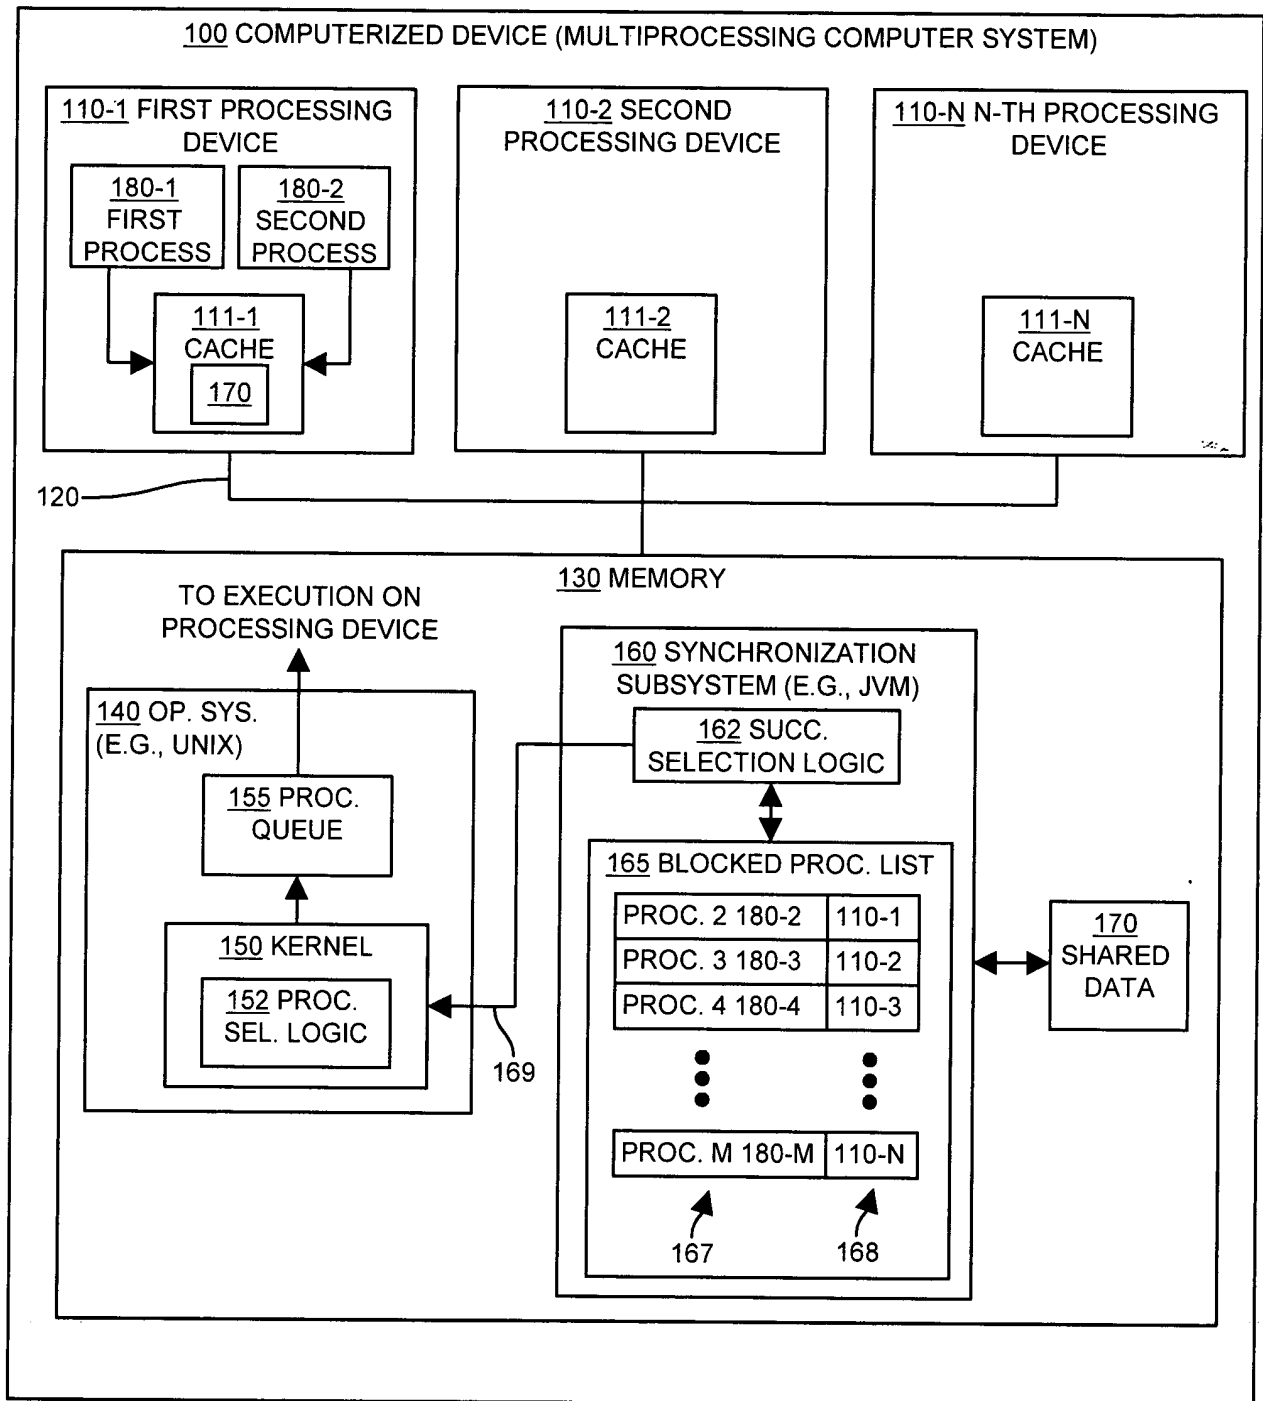 100 COMPUTERIZED DEVICE (MULTIPROCESSING COMPUTER SYSTEM)
110-1 FIRST PROCESSING
DEVICE
180-1
FIRST
PROCESS
180-2
SECOND
PROCESS
111-1
CACHE
170
110-2 SECOND
PROCESSING DEVICE
111-2
CACHE
110-N N-TH PROCESSING
DEVICE
111-N
CACHE
120
130 MEMORY
TO EXECUTION ON
PROCESSING DEVICE
140 OP. SYS.
(E.G., UNIX)
155 PROC.
QUEUE
150 KERNEL
152 PROC.
SEL. LOGIC
169
160 SYNCHRONIZATION
SUBSYSTEM (E.G., JVM)
162 SUCC.
SELECTION LOGIC
165 BLOCKED PROC. LIST
PROC. 2 180-2 110-1
PROC. 3 180-3 110-2
PROC. 4 180-4 110-3
PROC. M 180-M 110-N
167
168
170
SHARED
DATA